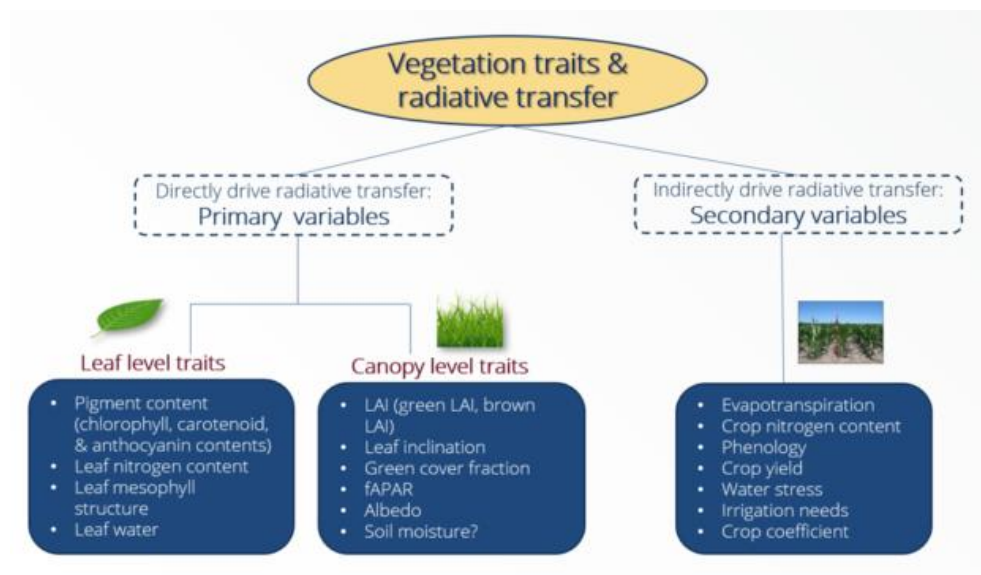 Vegetation traits &
radiative transfer
Directly drive radiative transfer:
Primary variables
Indirectly drive radiative transfer:
Secondary variables
Leaf level traits
• Pigment content
(chlorophyll, carotenoid,
& anthocyanin contents)
• Leaf nitrogen content
• Leaf mesophyll
structure
• Leaf water
Canopy level traits
• LAI (green LAI, brown
LAI)
• Leaf inclination
• Green cover fraction
• fAPAR
• Albedo
• Soil moisture?
• Evapotranspiration
• Crop nitrogen content
• Phenology
• Crop yield
• Water stress
• Irrigation needs
• Crop coefficient